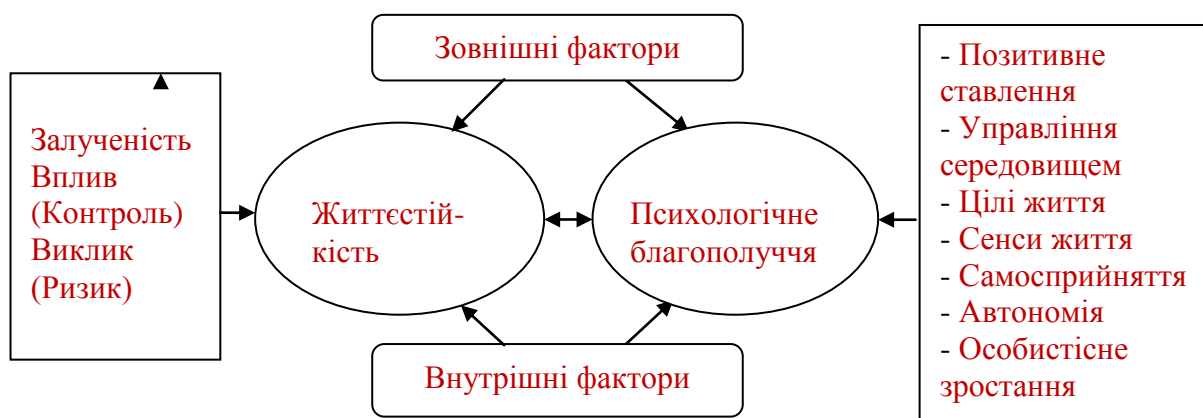 Зовнішні фактори
Залученість
Вплив
(Контроль)
Виклик
(Ризик)
Життєстій-
кість
Психологічне
благополуччя
- Позитивне
ставлення
- Управління
середовищем
- Цілі життя
- Сенси життя
- Самосприйняття
- Автономія
- Особистісне
зростання
Внутрішні фактори